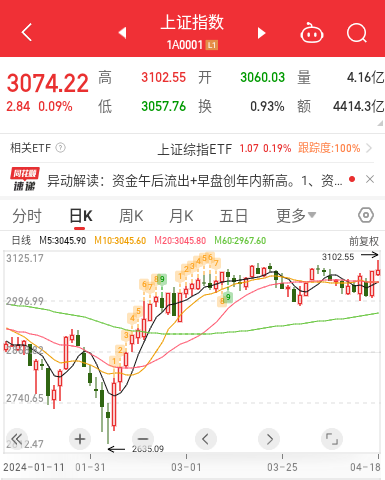 上证指数
1A0001 L1
3074.22 高 3102.55 开 3060.03 量 4.16亿
2.84 0.09% 低 3057.76 换 0.93% 额 4414.3亿
相关ETF ? 上证综指ETF 1.07 0.19% 跟踪度:100%
同花顺
速递
异动解读：资金午后流出+早盘创年内新高。1、资...
分时 日K 周K 月K 五日 更多
日线 M5:3045.90 M10:3045.60 M20:3045.80 M60:2967.60 前复权
3125.17
3102.55
2996.99
2740.65
2635.09
2024-01-11 01-31 03-01 03-25 04-18